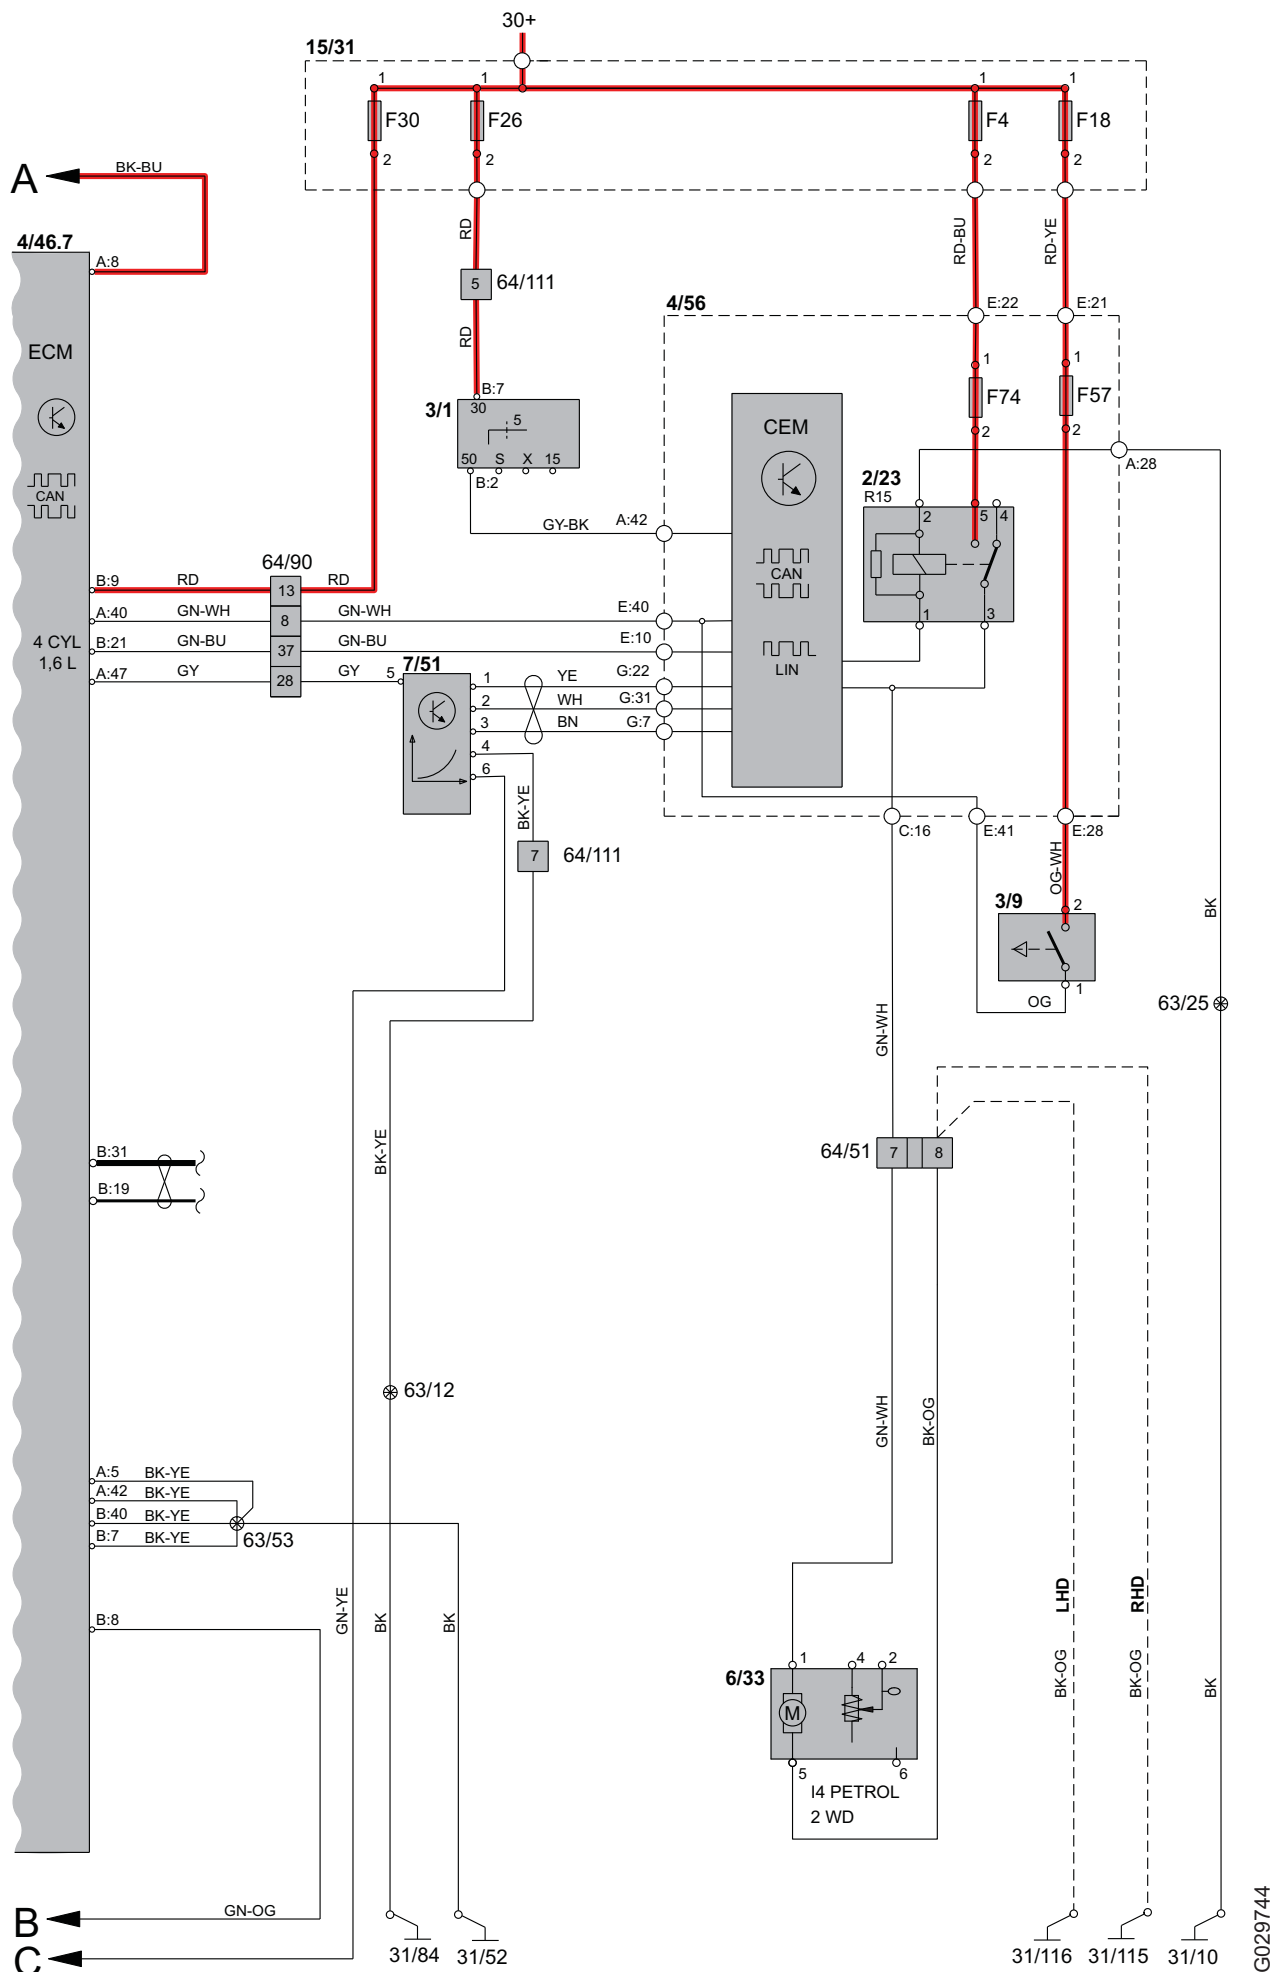 30+
15/31
1 1 1 1
F30 F26 F4 F18
2 2 2 2
A BK-BU
RD RD-BU RD-YE
4/46.7
A:8
5 64/111
4/56 E:22 E:21
RD
ECM
1 1
B:7
3/1 30 F74 F57
5
CEM
2 2
50 S X 15
B:2
A:28
2/23
R15
CAN
2 5 4
GY-BK A:42
64/90
CAN
B:9 RD 13 RD
A:40 GN-WH 8 GN-WH E:40
1 3
4 CYL
1,6 L
B:21 GN-BU 37 GN-BU E:10
LIN
A:47 GY 28 GY 5
7/51
1 YE G:22
2 WH G:31
3 BN G:7
4
6
BK-YE
7 64/111
C:16 E:41 E:28
OG-WH
3/9 2
BK
1
OG
63/25
GN-WH
BK-YE
64/51 7 8
B:31
B:19
63/12
GN-WH BK-OG
A:5 BK-YE
A:42 BK-YE
B:40 BK-YE
63/53
B:7 BK-YE
LHD RHD
GN-YE BK BK
B:8
BK-OG BK-OG BK
6/33 1 4 2
M
5 6
I4 PETROL
2 WD
B GN-OG
C
31/84 31/52 31/116 31/115 31/10
G029744